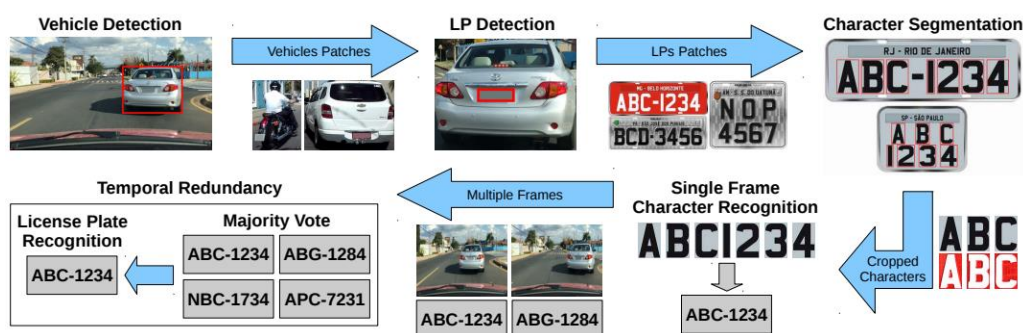 Vehicle Detection
Vehicles Patches
LP Detection
LPs Patches
MG - BELO HORIZONTE
ABC-1234
BCD-3456
NOP
4567
Character Segmentation
RJ - RIO DE JANEIRO
ABC-1234
SP - SÃO PAULO
ABC
1234
Cropped
Characters
ABC
ABC
Single Frame
Character Recognition
ABC1234
ABC-1234
Multiple Frames
ABC-1234
ABG-1284
Temporal Redundancy
Majority Vote
ABC-1234
ABG-1284
NBC-1734
APC-7231
License Plate
Recognition
ABC-1234